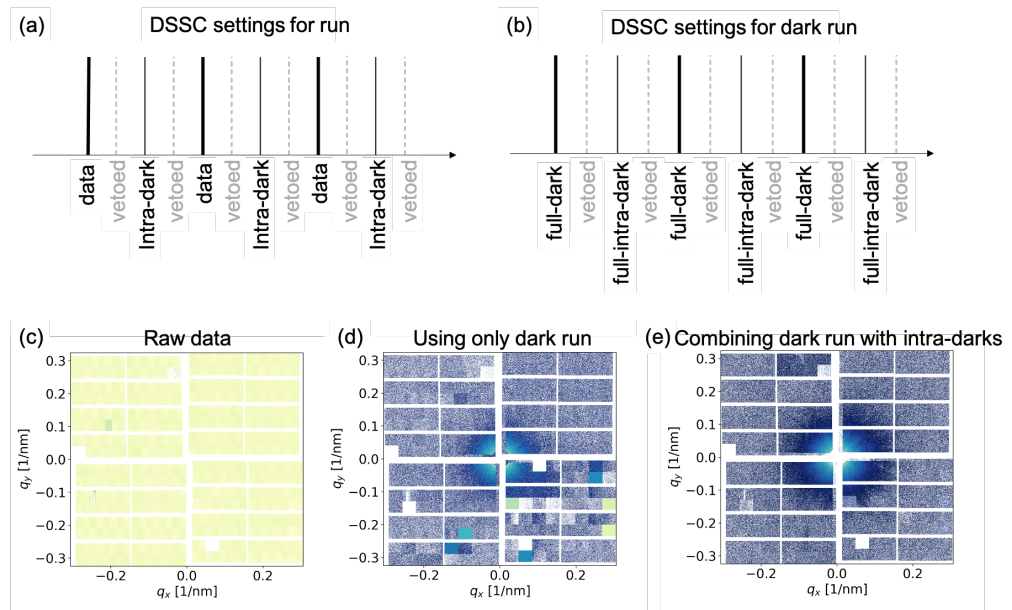 (a)
DSSC settings for run
data
vetoed
Intra-dark
vetoed
data
vetoed
Intra-dark
vetoed
data
vetoed
Intra-dark
vetoed
(b)
DSSC settings for dark run
full-dark
vetoed
full-intra-dark
vetoed
full-dark
vetoed
full-intra-dark
vetoed
full-dark
vetoed
full-intra-dark
vetoed
(c)
Raw data
0.3
0.2
0.1
0.0
−0.1
−0.2
−0.3
qy [1/nm]
−0.2
0.0
0.2
qx [1/nm]
(d)
Using only dark run
0.3
0.2
0.1
0.0
−0.1
−0.2
−0.3
qy [1/nm]
−0.2
0.0
0.2
qx [1/nm]
(e) Combining dark run with intra-darks
0.3
0.2
0.1
0.0
−0.1
−0.2
−0.3
qy [1/nm]
−0.2
0.0
0.2
qx [1/nm]